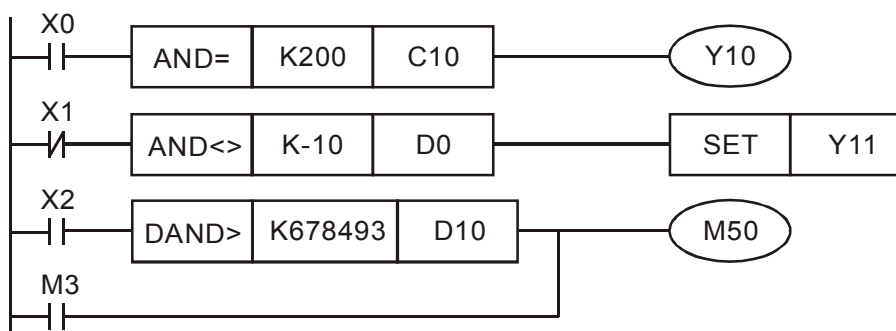 X0
AND= K200 C10 Y10
X1
AND<> K-10 D0 SET Y11
X2
DAND> K678493 D10 M50
M3